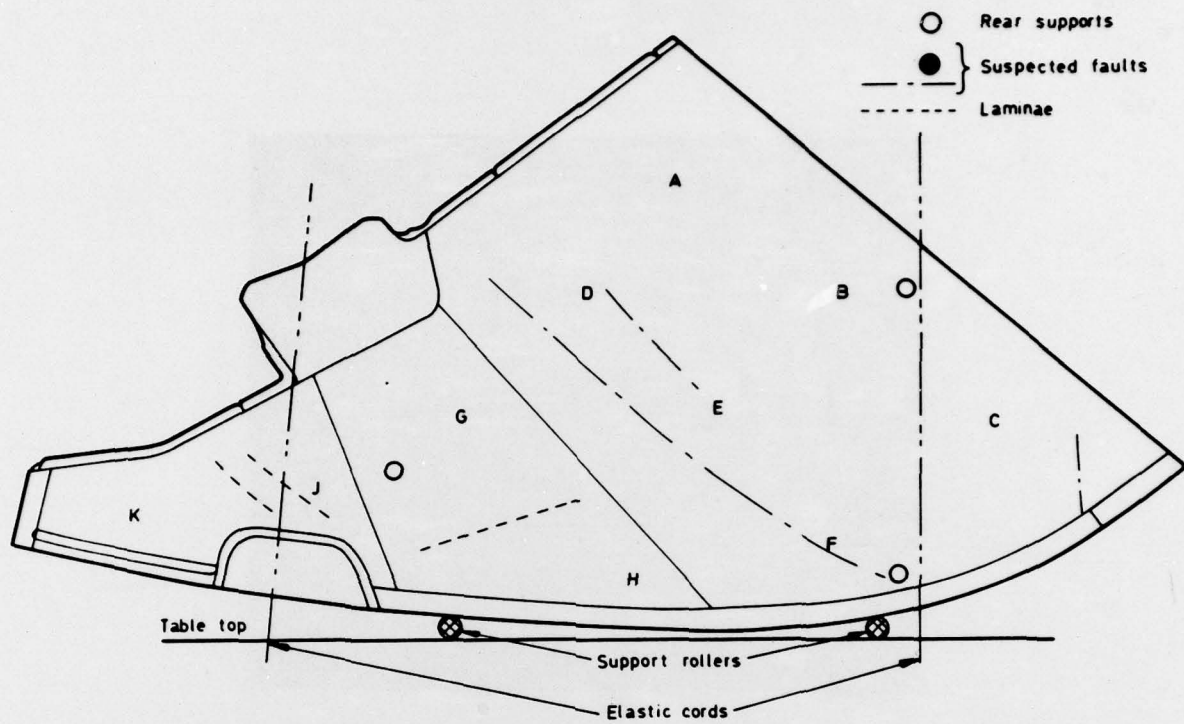 Rear supports
Suspected faults
Laminae
A
B
D
E
C
G
J
K
F
H
Table top
Support rollers
Elastic cords